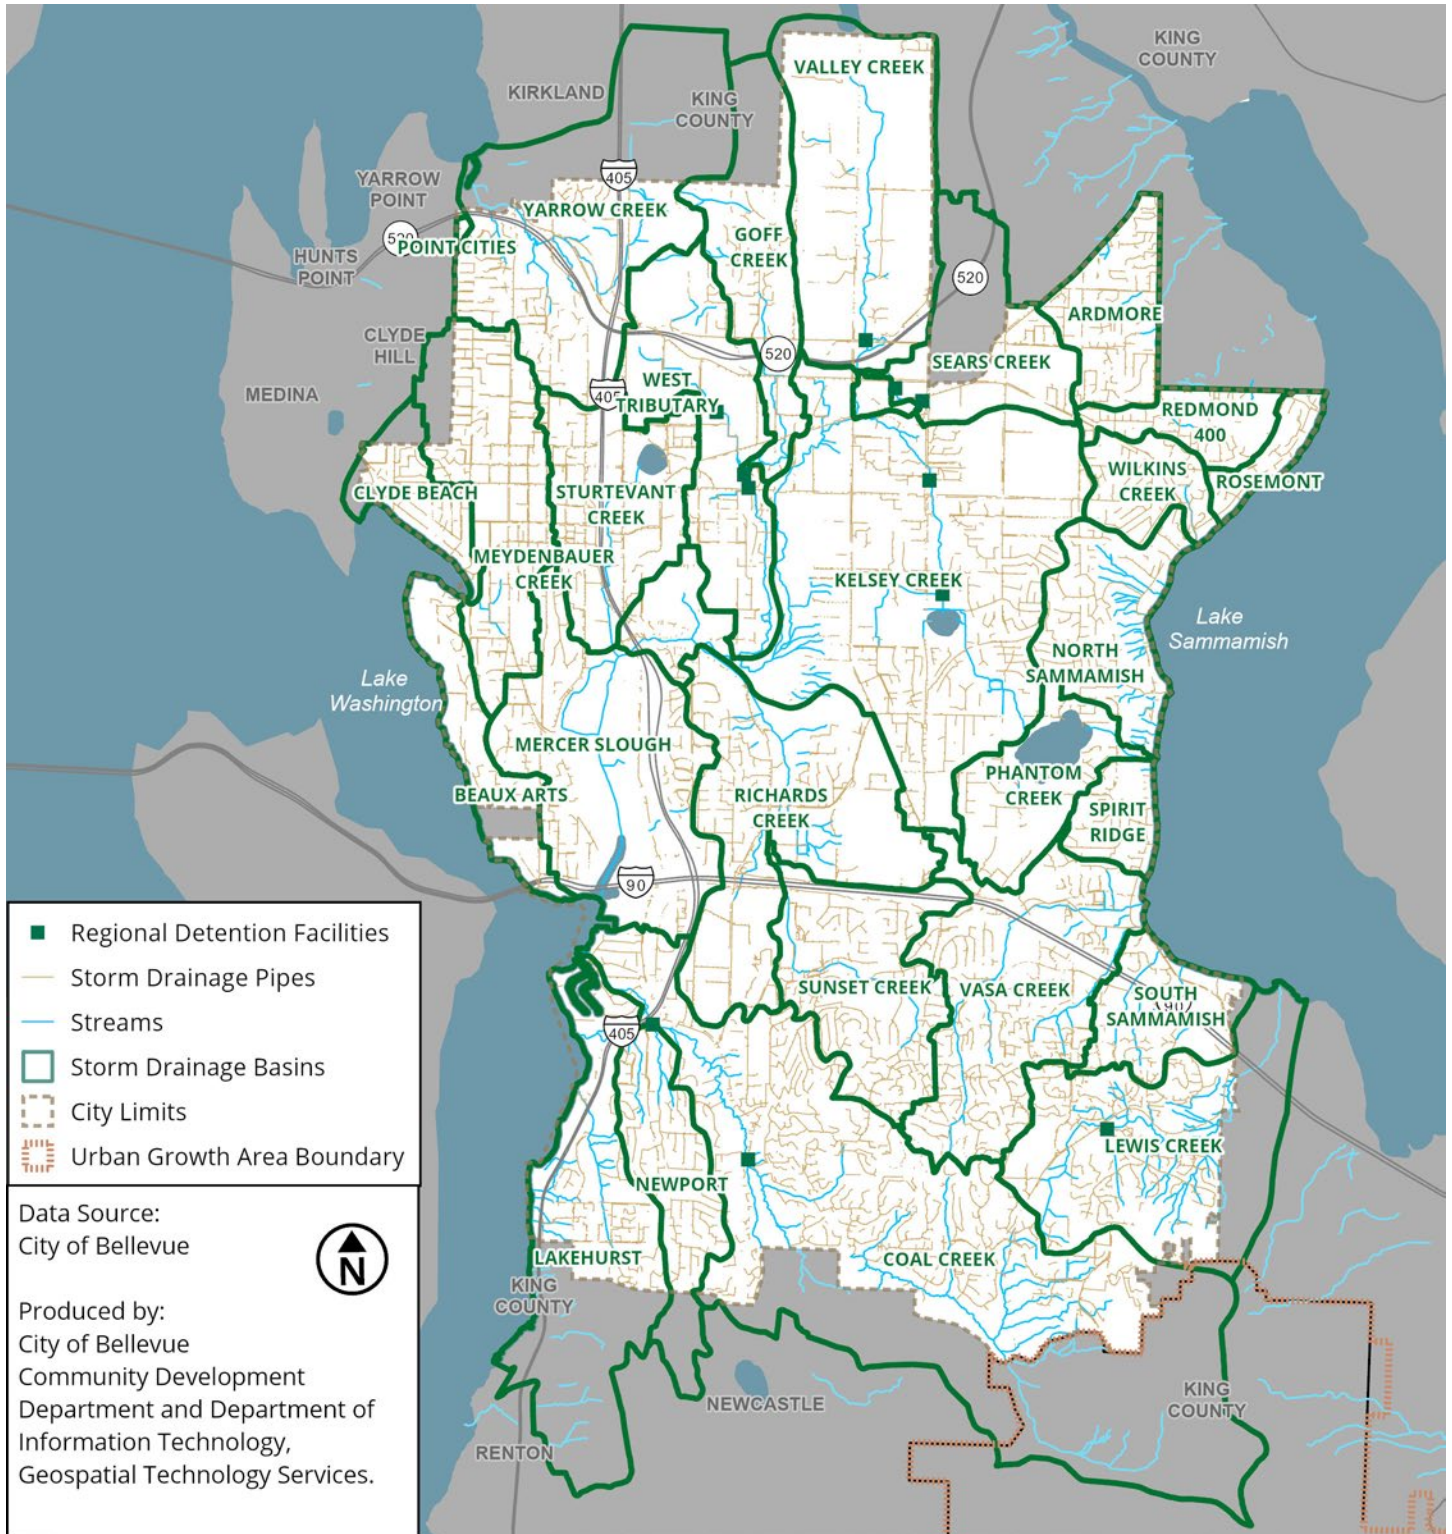 VALLEY CREEK
KING
COUNTY
KIRKLAND
KING
COUNTY
405
YARROW
POINT
YARROW CREEK
520
POINT CITIES
GOFF
CREEK
HUNTS
POINT
520
ARDMORE
CLYDE
HILL
520
SEARS CREEK
MEDINA
405
WEST
TRIBUTARY
REDMOND
400
WILKINS
CREEK
ROSEMONT
CLYDE BEACH
STURTEVANT
CREEK
MEYDENBAUER
CREEK
KELSEY CREEK
Lake
Sammamish
NORTH
SAMMAMISH
Lake
Washington
MERCER SLOUGH
PHANTOM
CREEK
BEAUX ARTS
RICHARDS
CREEK
SPIRIT
RIDGE
90
SUNSET CREEK
VASA CREEK
SOUTH
SAMMAMISH
90
405
LEWIS CREEK
NEWPORT
LAKEHURST
COAL CREEK
KING
COUNTY
NEWCASTLE
KING
COUNTY
RENTON
Regional Detention Facilities
Storm Drainage Pipes
Streams
Storm Drainage Basins
City Limits
Urban Growth Area Boundary
Data Source:
City of Bellevue
N
Produced by:
City of Bellevue
Community Development
Department and Department of
Information Technology,
Geospatial Technology Services.